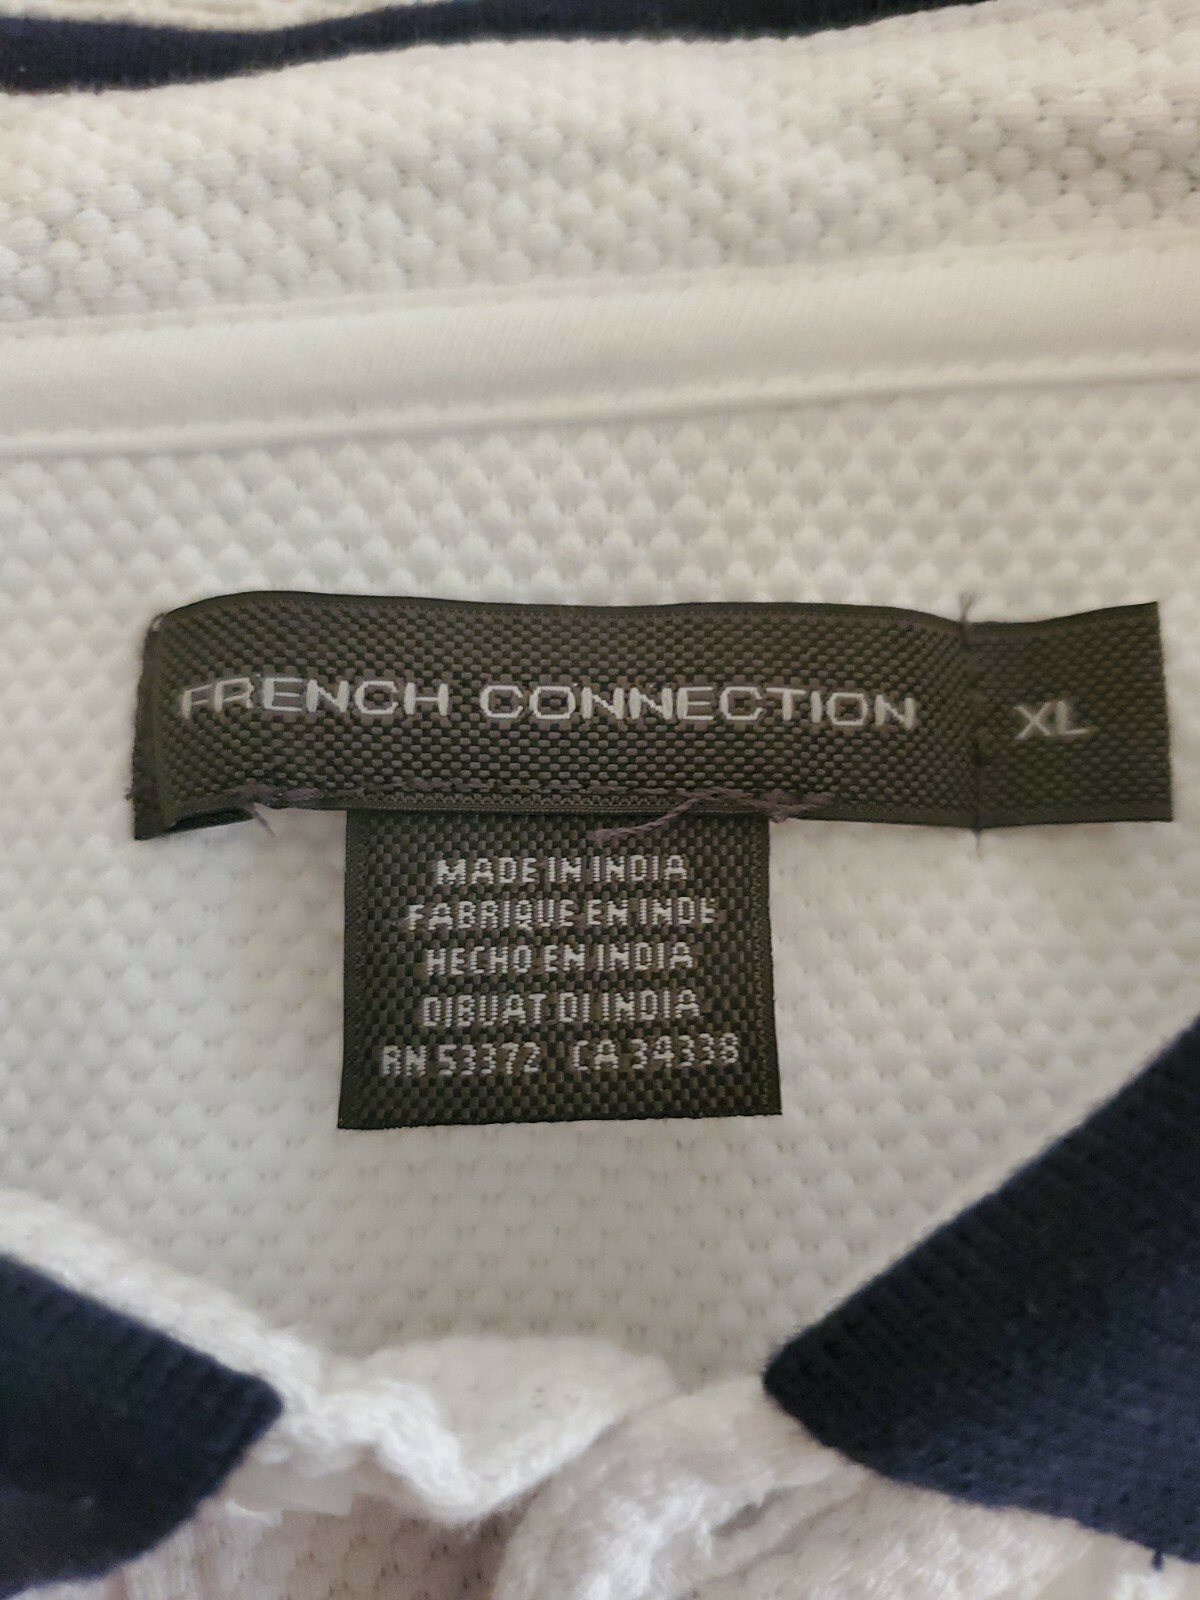 FRENCH CONNECTION XL
MADE IN INDIA
FABRIQUE EN INDE
HECHO EN INDIA
DIBUAT DI INDIA
RN 53372 CA 34338